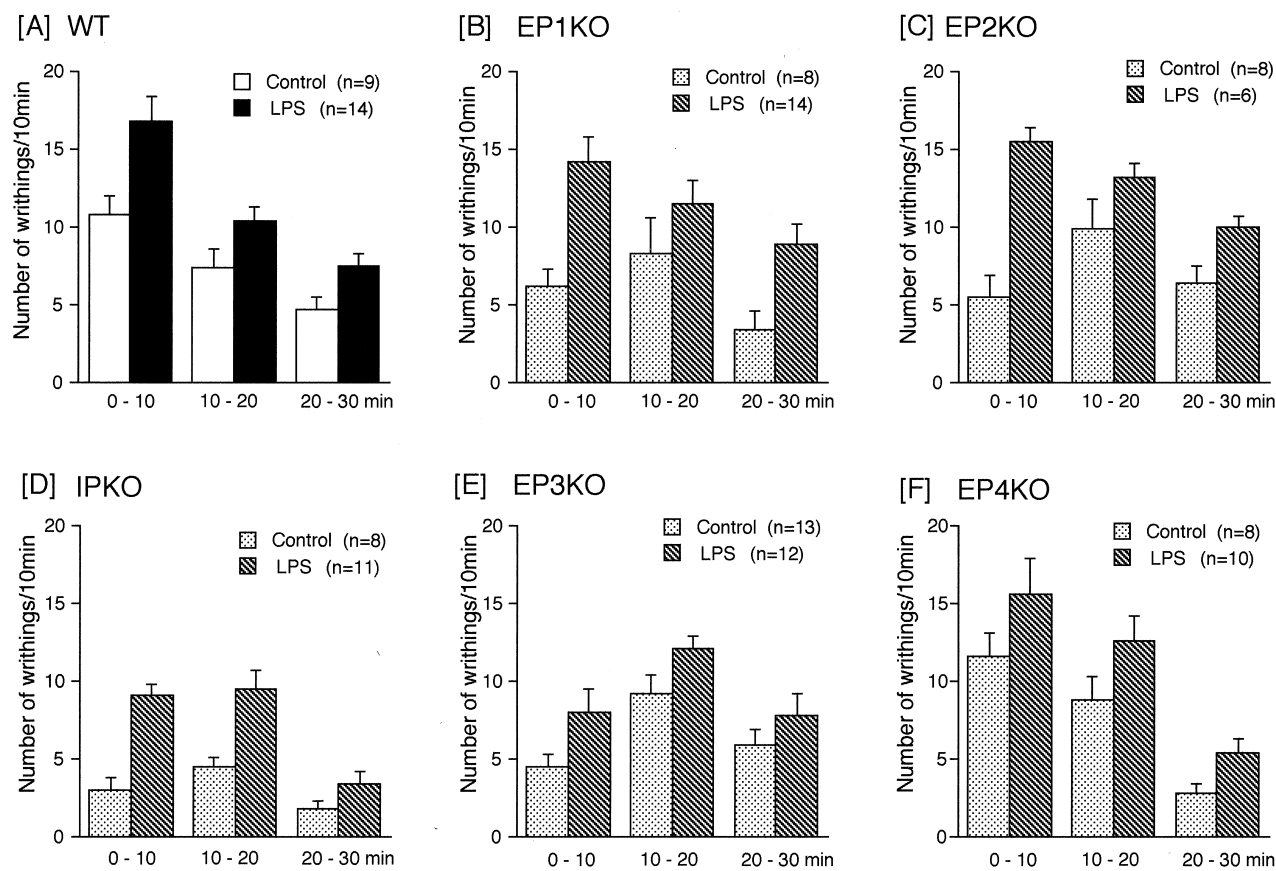 [A] WT
Control (n=9)
LPS (n=14)
Number of writhings/10min
20
15
10
5
0
0 - 10
10 - 20
20 - 30 min
[B] EP1KO
Control (n=8)
LPS (n=14)
Number of writhings/10min
20
15
10
5
0
0 - 10
10 - 20
20 - 30 min
[C] EP2KO
Control (n=8)
LPS (n=6)
Number of writhings/10min
20
15
10
5
0
0 - 10
10 - 20
20 - 30 min
[D] IPKO
Control (n=8)
LPS (n=11)
Number of writhings/10min
20
15
10
5
0
0 - 10
10 - 20
20 - 30 min
[E] EP3KO
Control (n=13)
LPS (n=12)
Number of writhings/10min
20
15
10
5
0
0 - 10
10 - 20
20 - 30 min
[F] EP4KO
Control (n=8)
LPS (n=10)
Number of writhings/10min
20
15
10
5
0
0 - 10
10 - 20
20 - 30 min